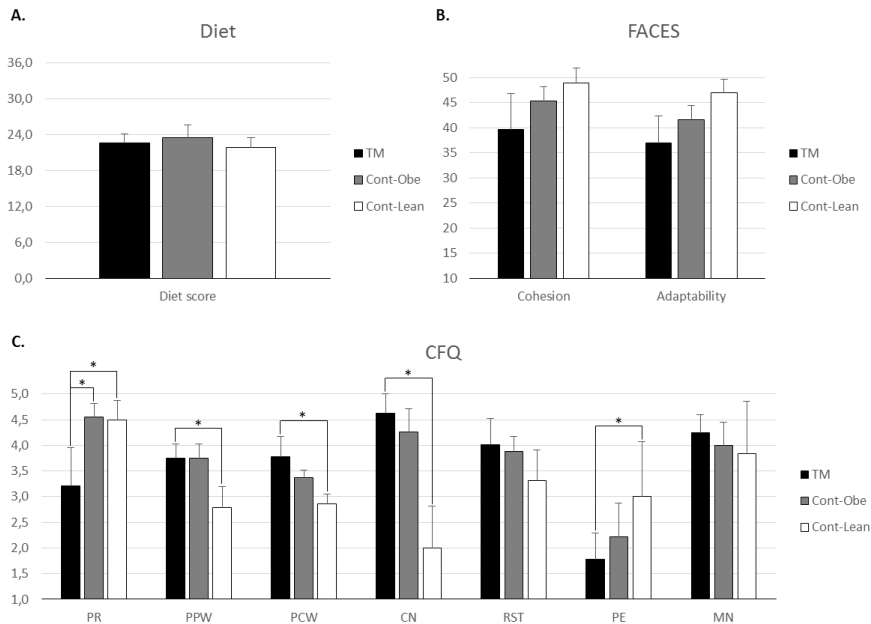 A.
Diet
36,0
30,0
24,0
18,0
12,0
6,0
0,0
Diet score
TM
Cont-Obe
Cont-Lean
B.
FACES
50
45
40
35
30
25
20
15
10
Cohesion Adaptability
TM
Cont-Obe
Cont-Lean
C.
CFQ
* * * * * *
5,0
4,5
4,0
3,5
3,0
2,5
2,0
1,5
1,0
PR PPW PCW CN RST PE MN
TM
Cont-Obe
Cont-Lean